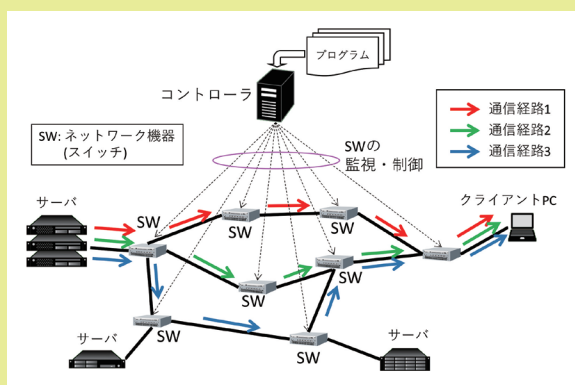 プログラム
コントローラ
SW: ネットワーク機器
(スイッチ)
SWの
監視・制御
通信経路1
通信経路2
通信経路3
サーバ
SW
SW
SW
クライアントPC
SW
SW
SW
サーバ
SW
SW
サーバ